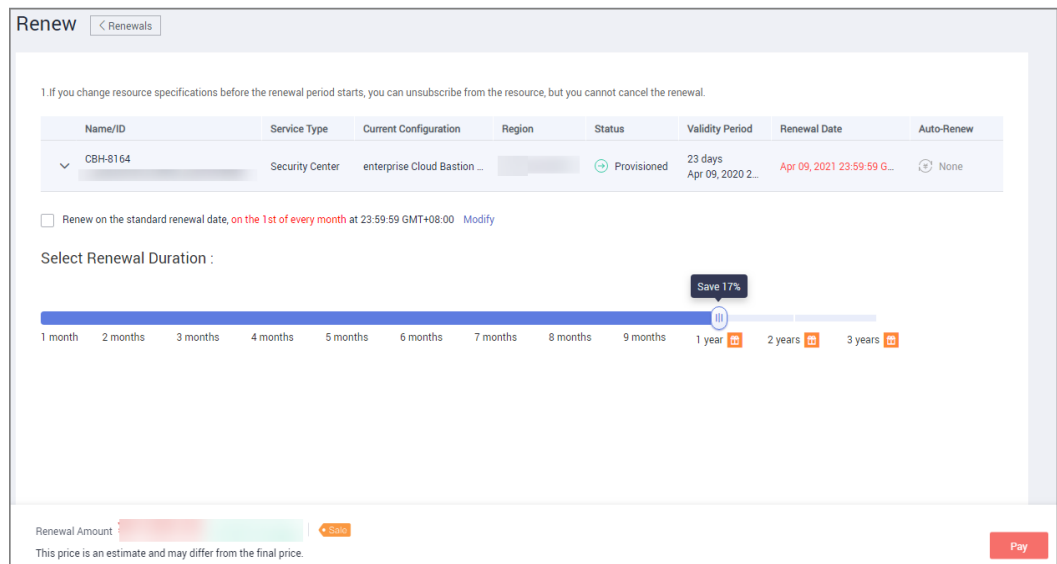 Renew < Renewals
1.If you change resource specifications before the renewal period starts, you can unsubscribe from the resource, but you cannot cancel the renewal.
Name/ID Service Type Current Configuration Region Status Validity Period Renewal Date Auto-Renew
CBH-8164 Security Center enterprise Cloud Bastion ... Provisioned 23 days Apr 09, 2021 23:59:59 G... None
Apr 09, 2020 2...
Renew on the standard renewal date, on the 1st of every month at 23:59:59 GMT+08:00 Modify
Select Renewal Duration :
Save 17%
1 month 2 months 3 months 4 months 5 months 6 months 7 months 8 months 9 months 1 year 2 years 3 years
Renewal Amount Sale
This price is an estimate and may differ from the final price.
Pay